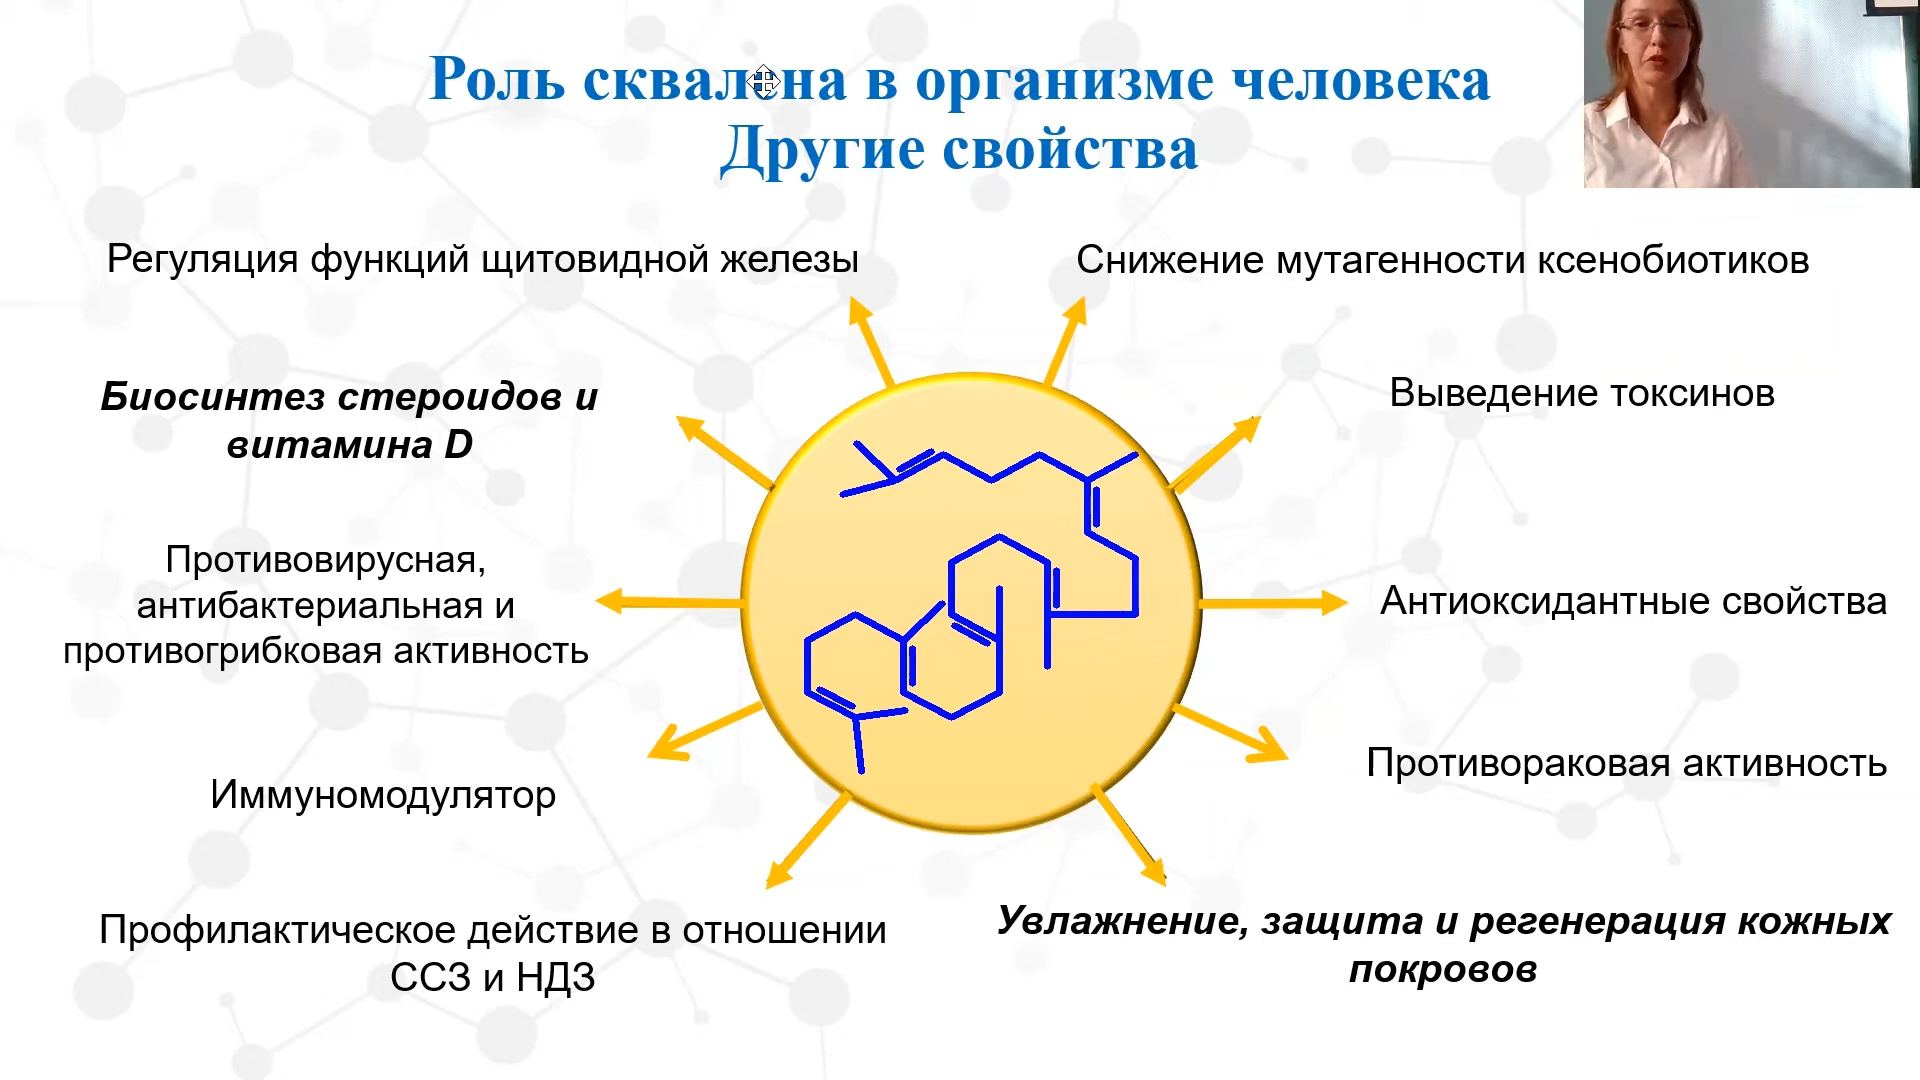 Роль сквалена в организме человека
Другие свойства
Регуляция функций щитовидной железы
Снижение мутагенности ксенобиотиков
Биосинтез стероидов и
витамина D
Выведение токсинов
Противовирусная,
антибактериальная и
противогрибковая активность
Антиоксидантные свойства
Иммуномодулятор
Противораковая активность
Профилактическое действие в отношении
ССЗ и НДЗ
Увлажнение, защита и регенерация кожных
покровов